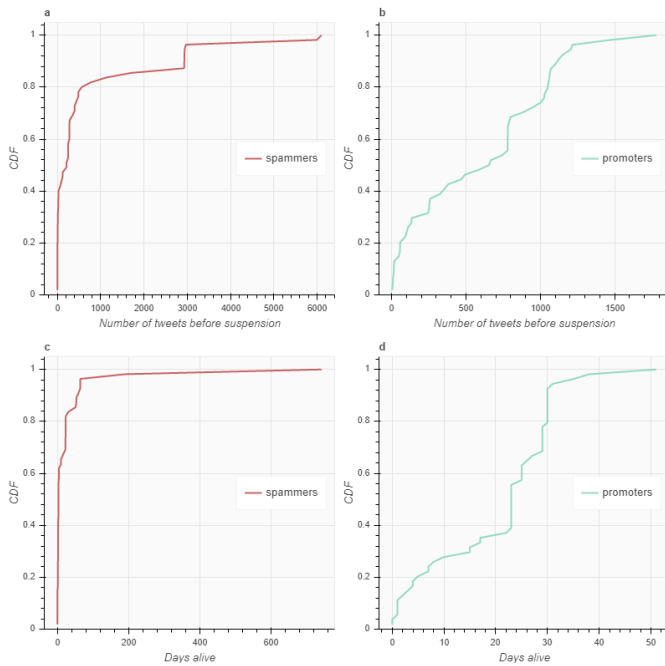 a
1
0.8
0.6
0.4
0.2
0
CDF
spammers
0 1000 2000 3000 4000 5000 6000
Number of tweets before suspension
b
1
0.8
0.6
0.4
0.2
0
CDF
promoters
0 500 1000 1500
Number of tweets before suspension
c
1
0.8
0.6
0.4
0.2
0
CDF
spammers
0 200 400 600
Days alive
d
1
0.8
0.6
0.4
0.2
0
CDF
promoters
0 10 20 30 40 50
Days alive